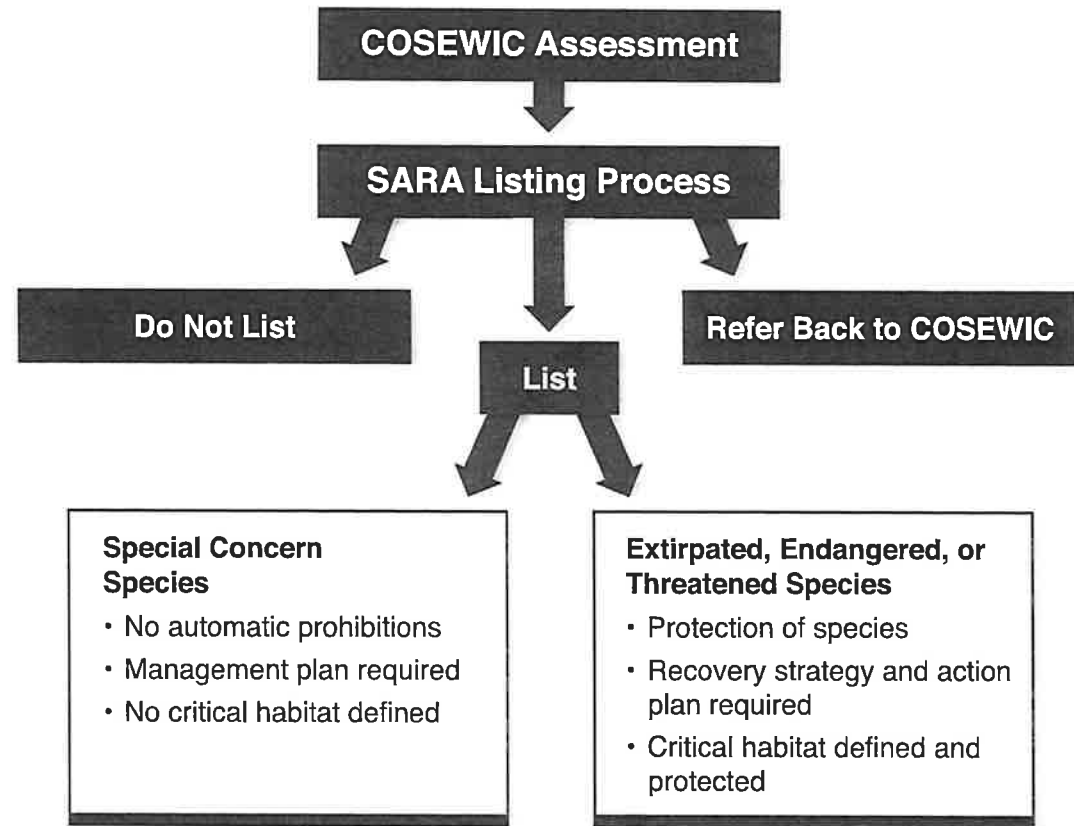 COSEWIC Assessment
SARA Listing Process
Do Not List
Refer Back to COSEWIC
List
Special Concern
Species
• No automatic prohibitions
• Management plan required
• No critical habitat defined
Extirpated, Endangered, or
Threatened Species
• Protection of species
• Recovery strategy and action
plan required
• Critical habitat defined and
protected